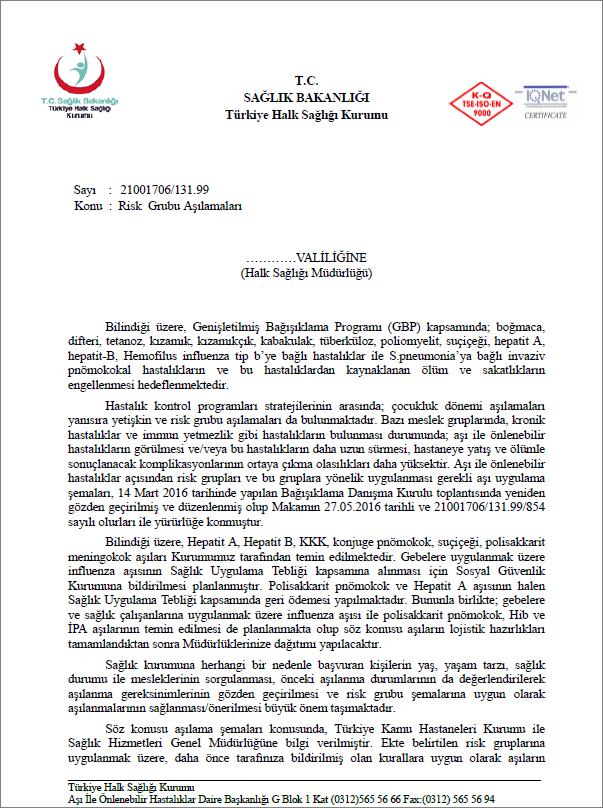 T.C. Sağlık Bakanlığı
Türkiye Halk Sağlığı
Kurumu
T.C.
SAĞLIK BAKANLIĞI
Türkiye Halk Sağlığı Kurumu
K-Q
TSE-ISO-EN
9000
IQNet
CERTIFICATE
Sayı : 21001706/131.99
Konu : Risk Grubu Aşılamaları
…………VALİLİĞİNE
(Halk Sağlığı Müdürlüğü)
Bilindiği üzere, Genişletilmiş Bağışıklama Programı (GBP) kapsamında; boğmaca,
difteri, tetanoz, kızamık, kızamıkçık, kabakulak, tüberküloz, poliomyelit, suçiçeği, hepatit A,
hepatit-B, Hemofilus influenza tip b’ye bağlı hastalıklar ile S.pneumonia’ya bağlı invaziv
pnömokokal hastalıkların ve bu hastalıklardan kaynaklanan ölüm ve sakatlıkların
engellenmesi hedeflenmektedir.
Hastalık kontrol programları stratejilerinin arasında; çocukluk dönemi aşılamaları
yanısıra yetişkin ve risk grubu aşılamaları da bulunmaktadır. Bazı meslek gruplarında, kronik
hastalıklar ve immun yetmezlik gibi hastalıkların bulunması durumunda; aşı ile önlenebilir
hastalıkların görülmesi ve/veya bu hastalıkların daha uzun sürmesi, hastaneye yatış ve ölümle
sonuçlanacak komplikasyonlarının ortaya çıkma olasılıkları daha yüksektir. Aşı ile önlenebilir
hastalıklar açısından risk grupları ve bu gruplara yönelik uygulanması gerekli aşı uygulama
şemaları, 14 Mart 2016 tarihinde yapılan Bağışıklama Danışma Kurulu toplantısında yeniden
gözden geçirilmiş ve düzenlenmiş olup Makamın 27.05.2016 tarihli ve 21001706/131.99/854
sayılı olurları ile yürürlüğe konmuştur.
Bilindiği üzere, Hepatit A, Hepatit B, KKK, konjuge pnömokok, suçiçeği, polisakkarit
meningokok aşıları Kurumumuz tarafından temin edilmektedir. Gebelere uygulanmak üzere
influenza aşısının Sağlık Uygulama Tebliği kapsamına alınması için Sosyal Güvenlik
Kurumuna bildirilmesi planlanmıştır. Polisakkarit pnömokok ve Hepatit A aşısının halen
Sağlık Uygulama Tebliği kapsamında geri ödemesi yapılmaktadır. Bununla birlikte; gebelere
ve sağlık çalışanlarına uygulanmak üzere influenza aşısı ile polisakkarit pnömokok, Hib ve
İPA aşılarının temin edilmesi de planlanmakta olup söz konusu aşıların lojistik hazırlıkları
tamamlandıktan sonra Müdürlüklerinize dağıtımı yapılacaktır.
Sağlık kurumuna herhangi bir nedenle başvuran kişilerin yaş, yaşam tarzı, sağlık
durumu ile mesleklerinin sorgulanması, önceki aşılanma durumlarının da değerlendirilerek
aşılanma gereksinimlerinin gözden geçirilmesi ve risk grubu şemalarına uygun olarak
aşılanmalarının sağlanması/önerilmesi büyük önem taşımaktadır.
Söz konusu aşılama şemaları konusunda, Türkiye Kamu Hastaneleri Kurumu ile
Sağlık Hizmetleri Genel Müdürlüğüne bilgi verilmiştir. Ekte belirtilen risk gruplarına
uygulanmak üzere, daha önce tarafınıza bildirilmiş olan kurallara uygun olarak aşıların
Türkiye Halk Sağlığı Kurumu
Aşı İle Önlenebilir Hastalıklar Daire Başkanlığı G Blok 1 Kat (0312)565 56 66 Fax:(0312) 565 56 94